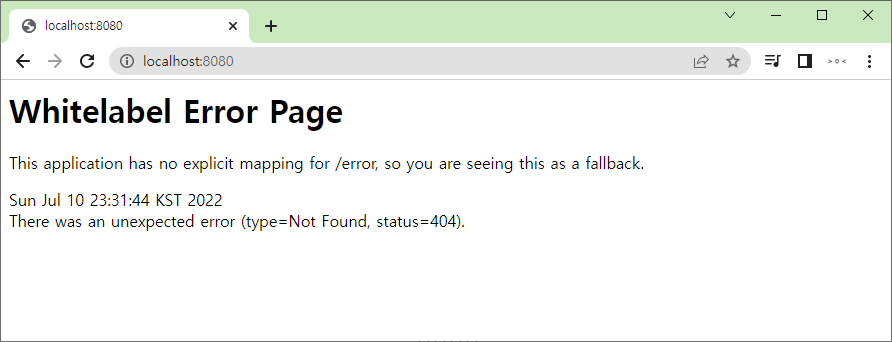 localhost:8080
localhost:8080
> o <
Whitelabel Error Page
This application has no explicit mapping for /error, so you are seeing this as a fallback.
Sun Jul 10 23:31:44 KST 2022
There was an unexpected error (type=Not Found, status=404).